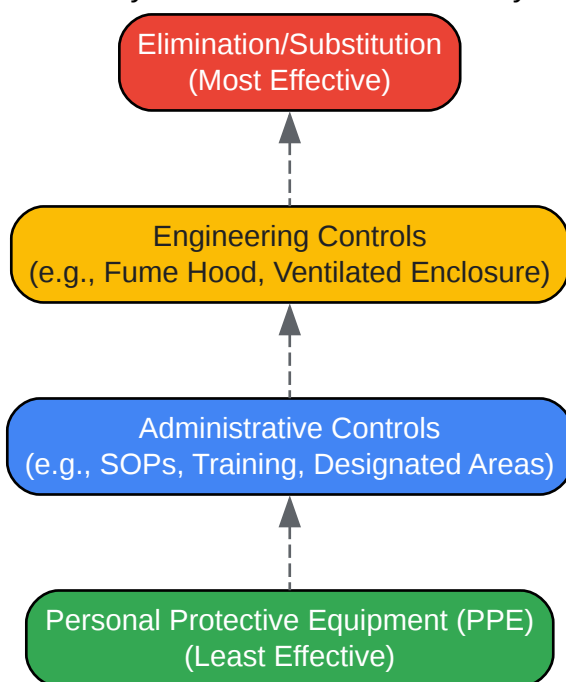 Elimination/Substitution
(Most Effective)
Engineering Controls
(e.g., Fume Hood, Ventilated Enclosure)
Administrative Controls
(e.g., SOPs, Training, Designated Areas)
Personal Protective Equipment (PPE)
(Least Effective)